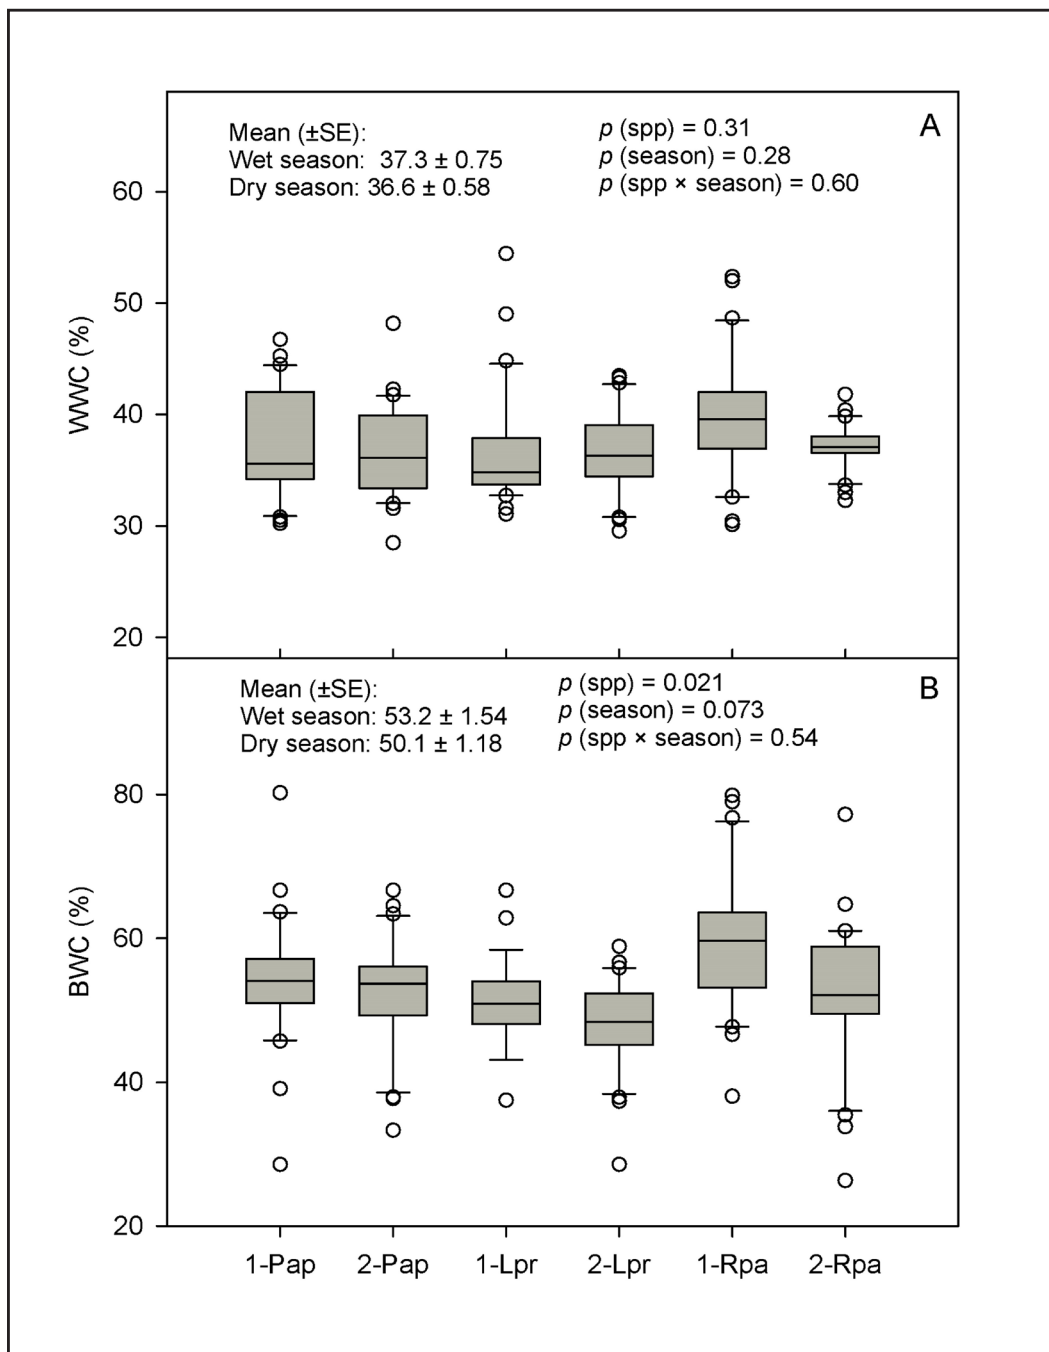 A
Mean (±SE):
Wet season:  37.3 ± 0.75
Dry season: 36.6 ± 0.58
p (spp) = 0.31
p (season) = 0.28
p (spp × season) = 0.60
WWC (%)
60
50
40
30
20
B
Mean (±SE):
Wet season: 53.2 ± 1.54
Dry season: 50.1 ± 1.18
p (spp) = 0.021
p (season) = 0.073
p (spp × season) = 0.54
BWC (%)
80
60
40
20
1-Pap 2-Pap 1-Lpr 2-Lpr 1-Rpa 2-Rpa